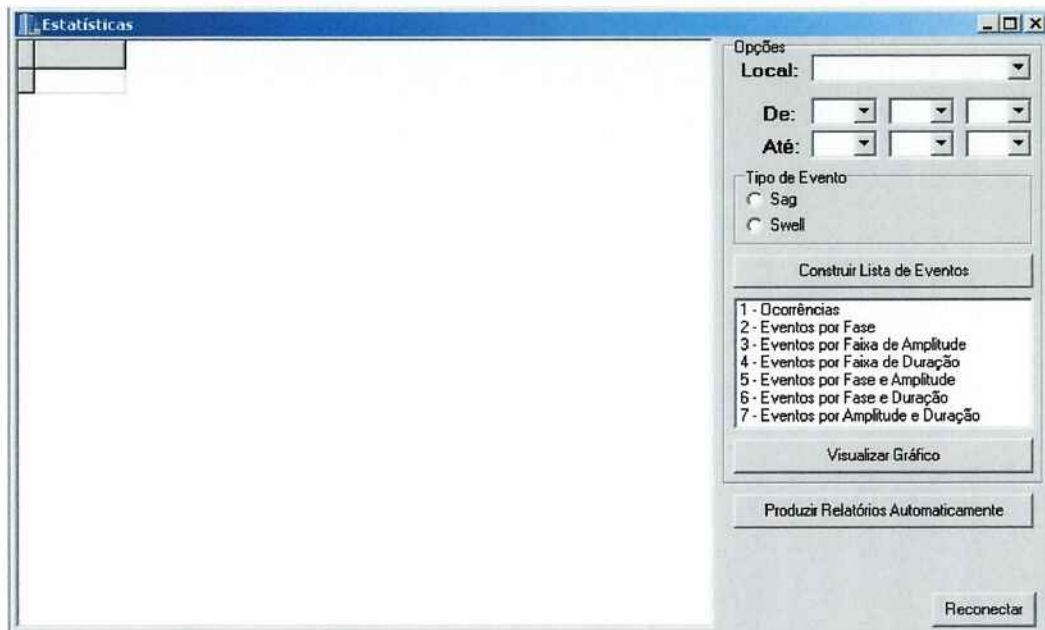 Estatísticas
Opções
Local:
De:
Até:
Tipo de Evento
Sag
Swell
Construir Lista de Eventos
1 - Ocorrências
2 - Eventos por Fase
3 - Eventos por Faixa de Amplitude
4 - Eventos por Faixa de Duração
5 - Eventos por Fase e Amplitude
6 - Eventos por Fase e Duração
7 - Eventos por Amplitude e Duração
Visualizar Gráfico
Produzir Relatórios Automaticamente
Reconectar